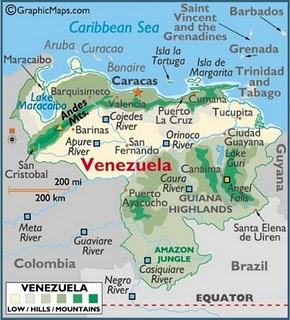 ©GraphicMaps.com
Saint
Vincent and
the Grenadines
Barbados
Caribbean Sea
Grenada
Aruba
Curacao
Bonaire
Isla la
Tortuga
Isla de
Margarita
Trinidad
and
Tobago
Maracaibo
Barquisimeto
Caracas
Lake
Maracaibo
Valencia
Puerto
La Cruz
Cumana
Tucupita
Andes
Mts.
Barinas
Cojedes
River
San
Fernando
Orinoco
River
Apure
River
San
Cristobal
Venezuela
Lake
Guri
Canaima
Caura
River
Angel
Falls
Guyana
200 mi
200 km
Puerto
Ayacucho
GUIANA
HIGHLANDS
Santa Elena
de Uiren
Meta
River
Guaviare
River
Colombia
AMAZON
JUNGLE
Casiquiare
River
Brazil
Negro
River
VENEZUELA
LOW / HILLS / MOUNTAINS
EQUATOR